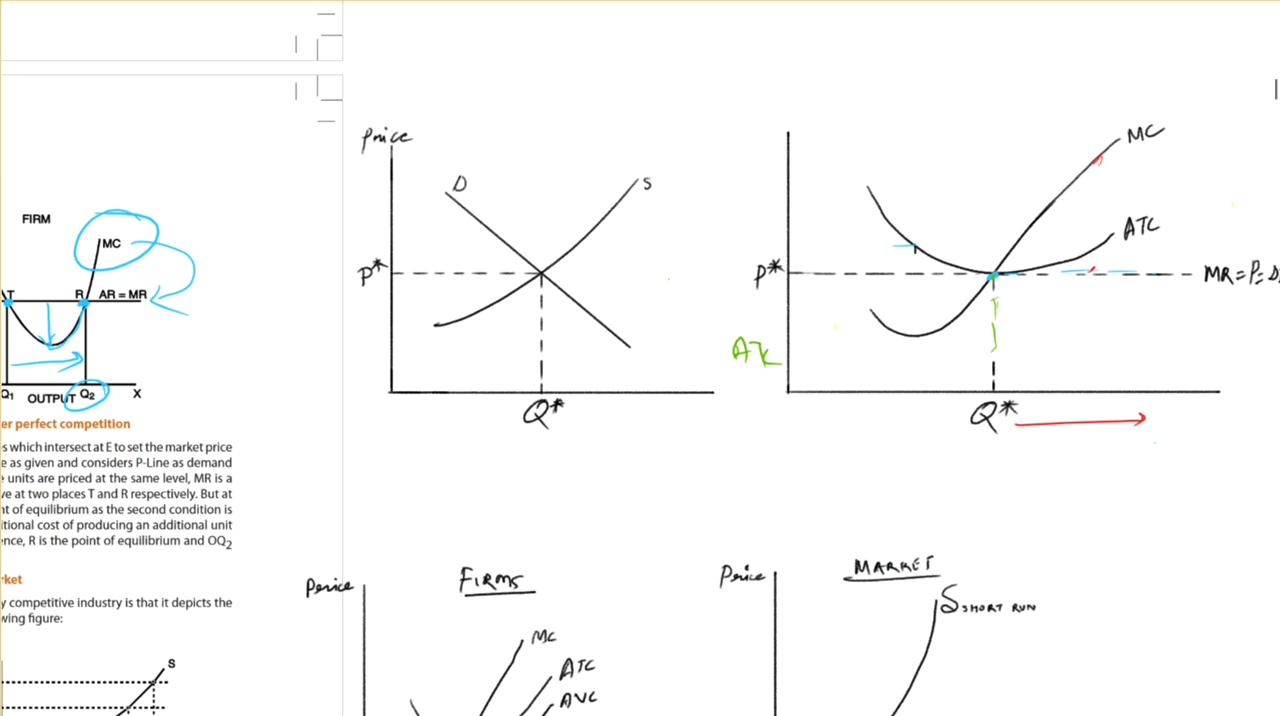 FIRM
MC
T
R
AR = MR
Q1
OUTPUT
Q2
X
er perfect competition
s which intersect at E to set the market price
e as given and considers P-Line as demand
units are priced at the same level, MR is a
ve at two places T and R respectively. But at
nt of equilibrium as the second condition is
itional cost of producing an additional unit
nce, R is the point of equilibrium and OQ2
rket
y competitive industry is that it depicts the
wing figure:
S
Price
D
S
P*
Q*
MC
ATC
P*
MR=P=D
Q*
Price
FIRMS
MC
ATC
AVC
Price
MARKET
S SHORT RUN